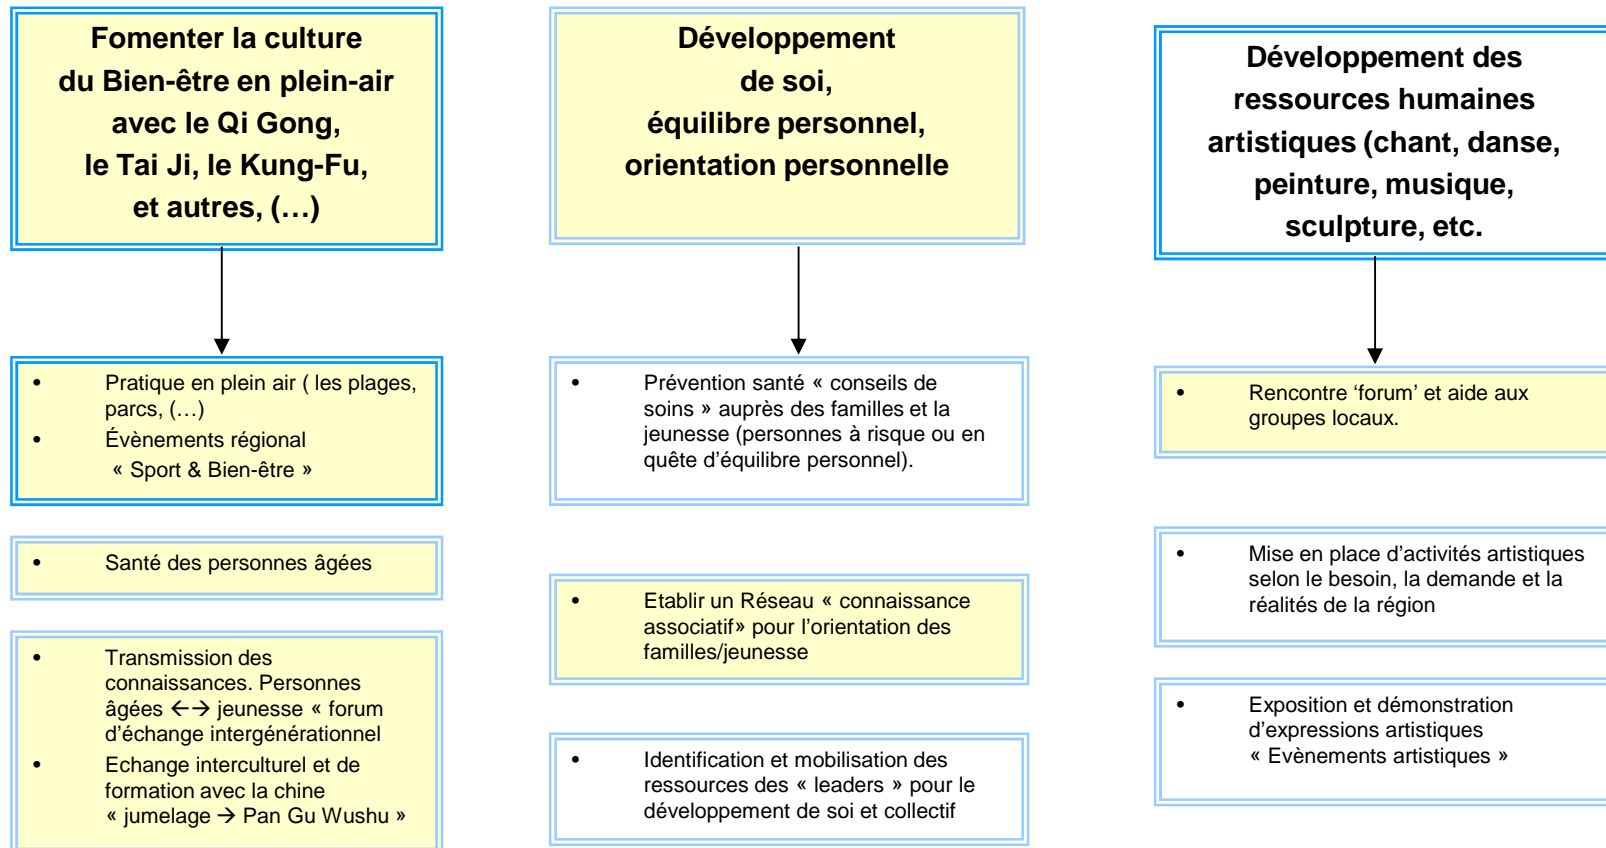 Fomenter la culture
du Bien-être en plein-air
avec le Qi Gong,
le Tai Ji, le Kung-Fu,
et autres, (…)
• Pratique en plein air ( les plages,
parcs, (…)
• Évènements régional
« Sport & Bien-être »
• Santé des personnes âgées
• Transmission des
connaissances. Personnes
âgées ←→ jeunesse « forum
d’échange intergénérationnel
• Echange interculturel et de
formation avec la chine
« jumelage → Pan Gu Wushu »
Développement
de soi,
équilibre personnel,
orientation personnelle
• Prévention santé « conseils de
soins » auprès des familles et la
jeunesse (personnes à risque ou en
quête d’équilibre personnel).
• Etablir un Réseau « connaissance
associatif» pour l’orientation des
familles/jeunesse
• Identification et mobilisation des
ressources des « leaders » pour le
développement de soi et collectif
Développement des
ressources humaines
artistiques (chant, danse,
peinture, musique,
sculpture, etc.
• Rencontre ‘forum’ et aide aux
groupes locaux.
• Mise en place d’activités artistiques
selon le besoin, la demande et la
réalités de la région
• Exposition et démonstration
d’expressions artistiques
« Evènements artistiques »